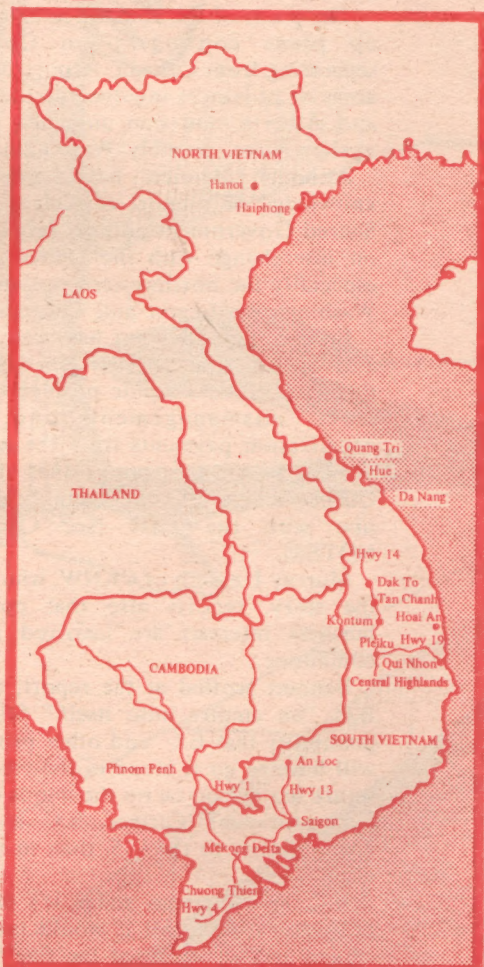 NORTH VIETNAM
Hanoi
Haiphong
LAOS
Quang Tri
Hue
THAILAND
Da Nang
Hwy 14
Dak To
Tan Chanh
Hoai An
Kontum
Pleiku
Hwy 19
Qui Nhon
CAMBODIA
Central Highlands
SOUTH VIETNAM
Phnom Penh
An Loc
Hwy 1
Hwy 13
Saigon
Mekong Delta
Chuong Thien
Hwy 4